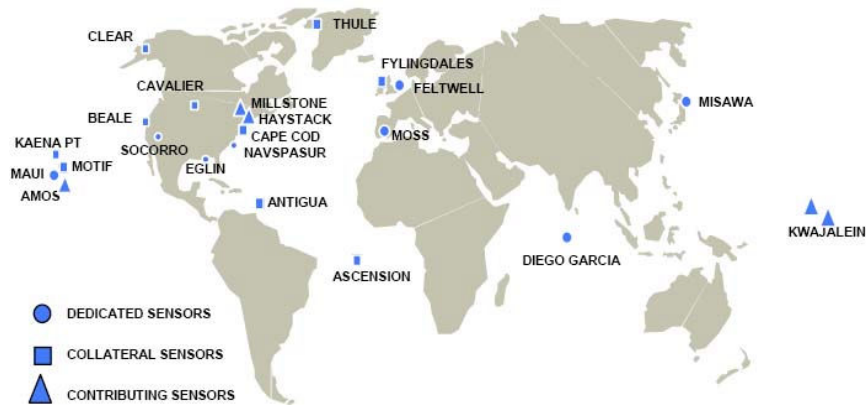 THULE
CLEAR
FYLINGDALES
CAVALIER
FELTWELL
MILLSTONE
MISAWA
HAYSTACK
BEALE
CAPE COD
MOSS
KAENA PT
SOCORRO
NAVSPASUR
MOTIF
EGLIN
MAUI
AMOS
ANTIGUA
KWAJALEIN
DIEGO GARCIA
ASCENSION
DEDICATED SENSORS
COLLATERAL SENSORS
CONTRIBUTING SENSORS